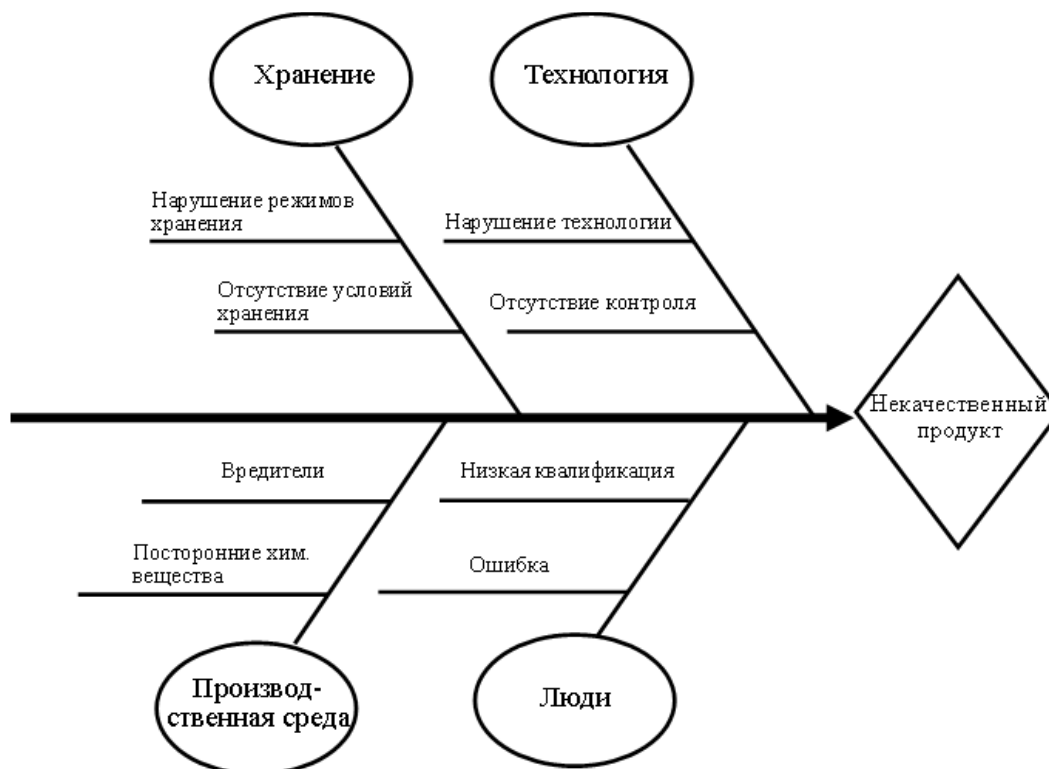 Хранение
Технология
Нарушение режимов
хранения
Нарушение технологии
Отсутствие условий
хранения
Отсутствие контроля
Некачественный
продукт
Вредители
Низкая квалификация
Посторонние хим.
вещества
Ошибка
Производ-
ственная среда
Люди